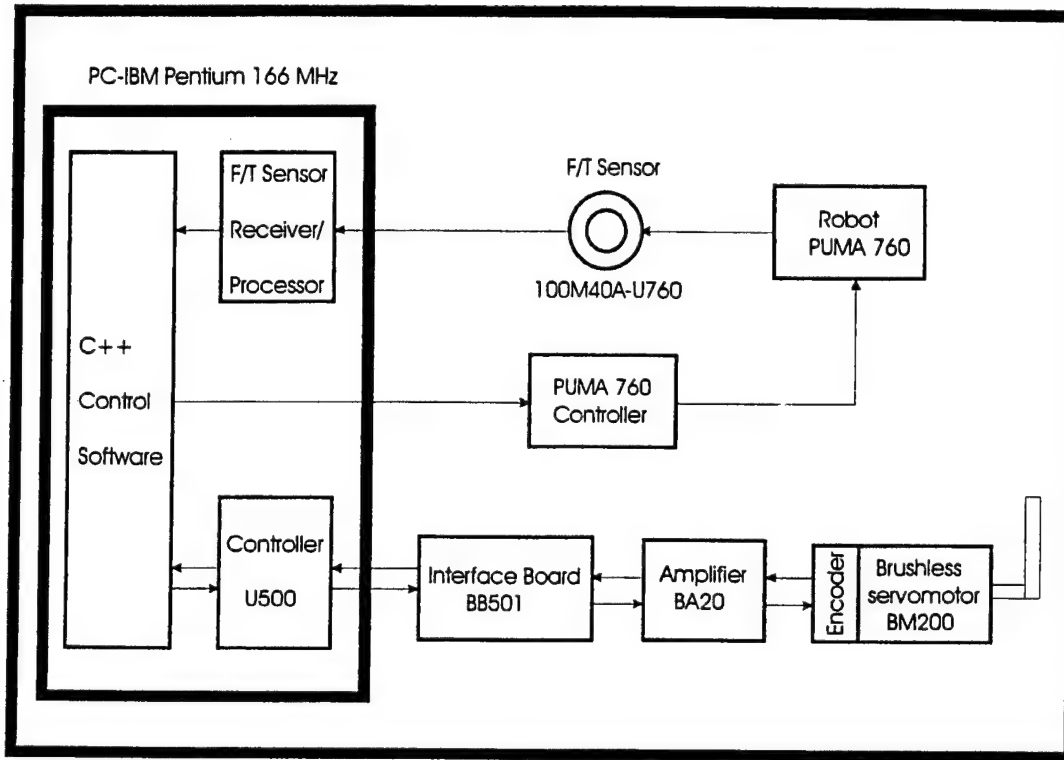 PC-IBM Pentium 166 MHz
F/T Sensor
Receiver/
Processor
F/T Sensor
100M40A-U760
Robot
PUMA 760
C++
Control
Software
PUMA 760
Controller
Controller
U500
Interface Board
BB501
Amplifier
BA20
Encoder
Brushless
servomotor
BM200